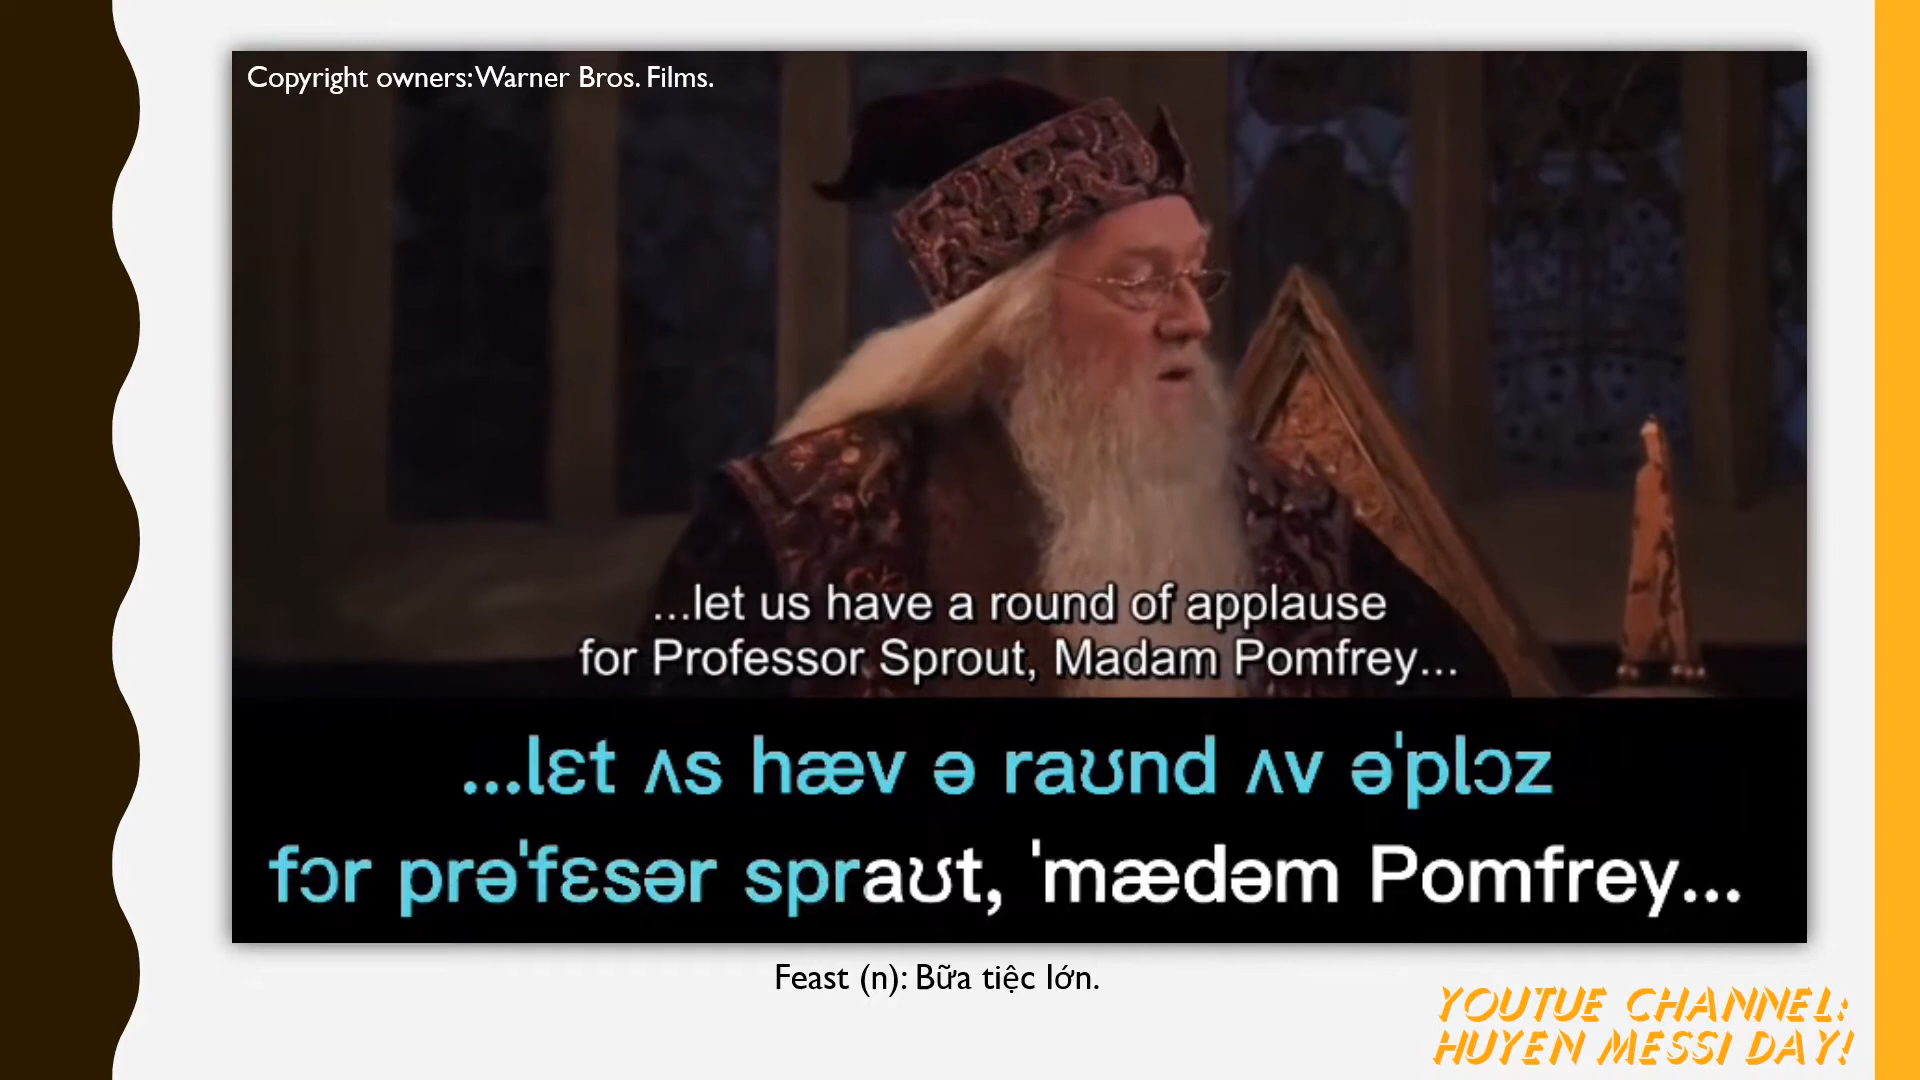 Copyright owners: Warner Bros. Films.
...let us have a round of applause
for Professor Sprout, Madam Pomfrey...
...lɛt ʌs hæv ə raʊnd ʌv əˈplɔz
fɔr prəˈfɛsər spraʊt, ˈmædəm Pomfrey...
Feast (n): Bữa tiệc lớn.
YOUTUE CHANNEL:
HUYEN MESSI DAY!